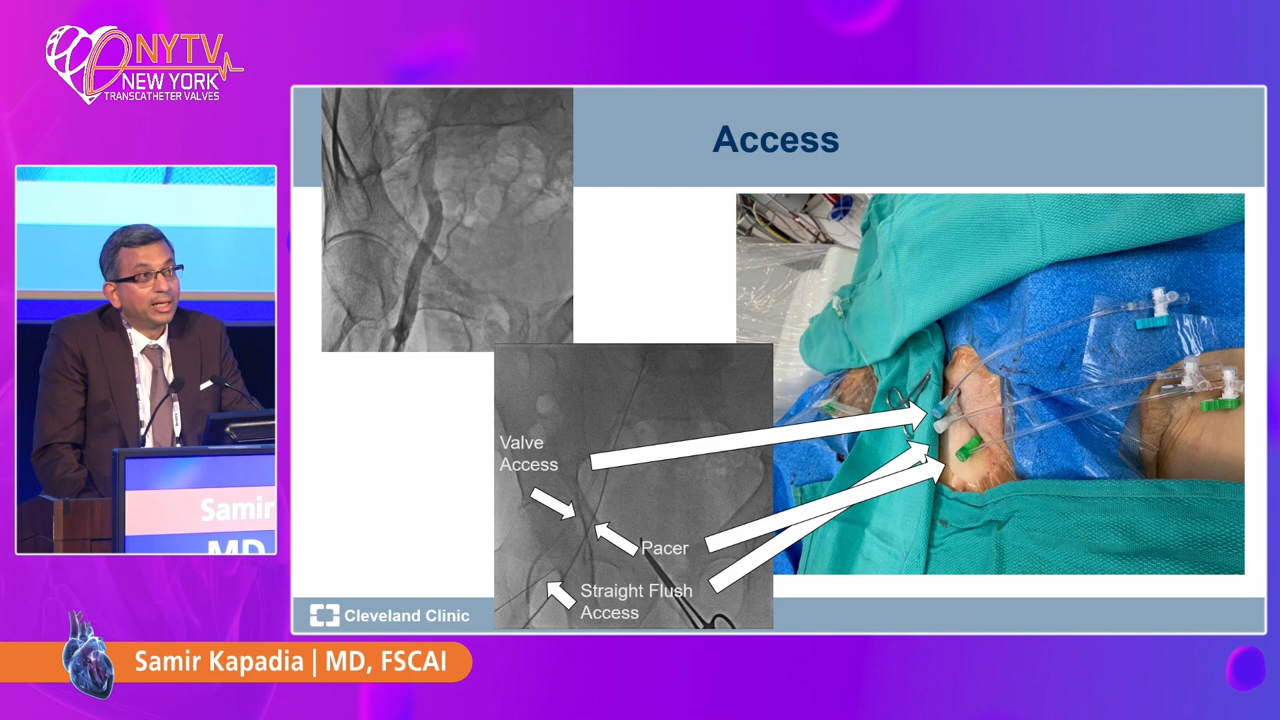 NYTV
NEW YORK
TRANSCATHETER VALVES
Access
Valve
Access
Pacer
Straight Flush
Access
Cleveland Clinic
Samir
MD
Samir Kapadia | MD, FSCAI